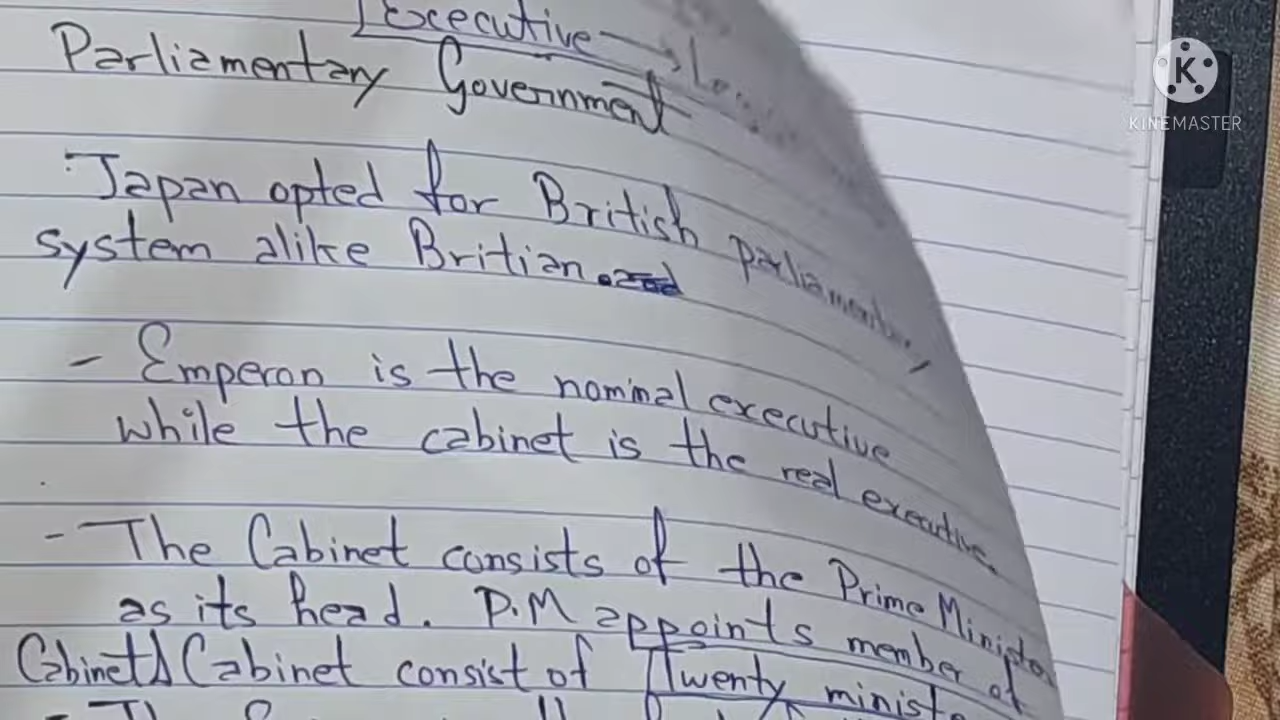 Executive →
Parliamentary Government
Japan opted for British parliamentary
system alike Britian.
- Emperor is the nominal executive
while the cabinet is the real executive.
- The Cabinet consists of the Prime Minister
as its head. P.M appoints member of
Cabinet. Cabinet consist of Twenty ministe
K
KINEMASTER